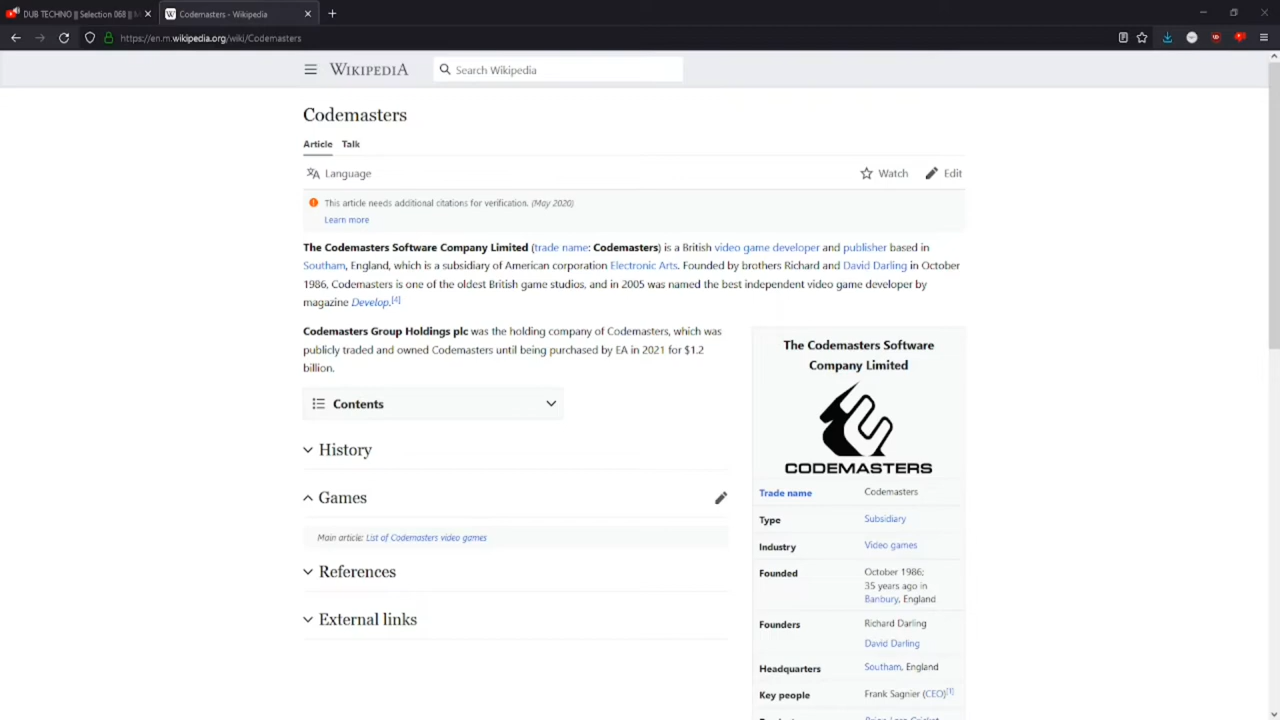 DUB TECHNO || Selection 068 ||
Codemasters - Wikipedia
https://en.m.wikipedia.org/wiki/Codemasters
WIKIPEDIA
Search Wikipedia
Codemasters
Article Talk
Language
Watch
Edit
This article needs additional citations for verification. (May 2020)
Learn more
The Codemasters Software Company Limited (trade name: Codemasters) is a British video game developer and publisher based in
Southam, England, which is a subsidiary of American corporation Electronic Arts. Founded by brothers Richard and David Darling in October
1986, Codemasters is one of the oldest British game studios, and in 2005 was named the best independent video game developer by
magazine Develop.[4]
Codemasters Group Holdings plc was the holding company of Codemasters, which was
publicly traded and owned Codemasters until being purchased by EA in 2021 for $1.2
billion.
Contents
History
Games
Main article: List of Codemasters video games
References
External links
The Codemasters Software
Company Limited
CODEMASTERS
Trade name Codemasters
Type Subsidiary
Industry Video games
Founded October 1986;
35 years ago in
Banbury, England
Founders Richard Darling
David Darling
Headquarters Southam, England
Key people Frank Sagnier (CEO)[1]